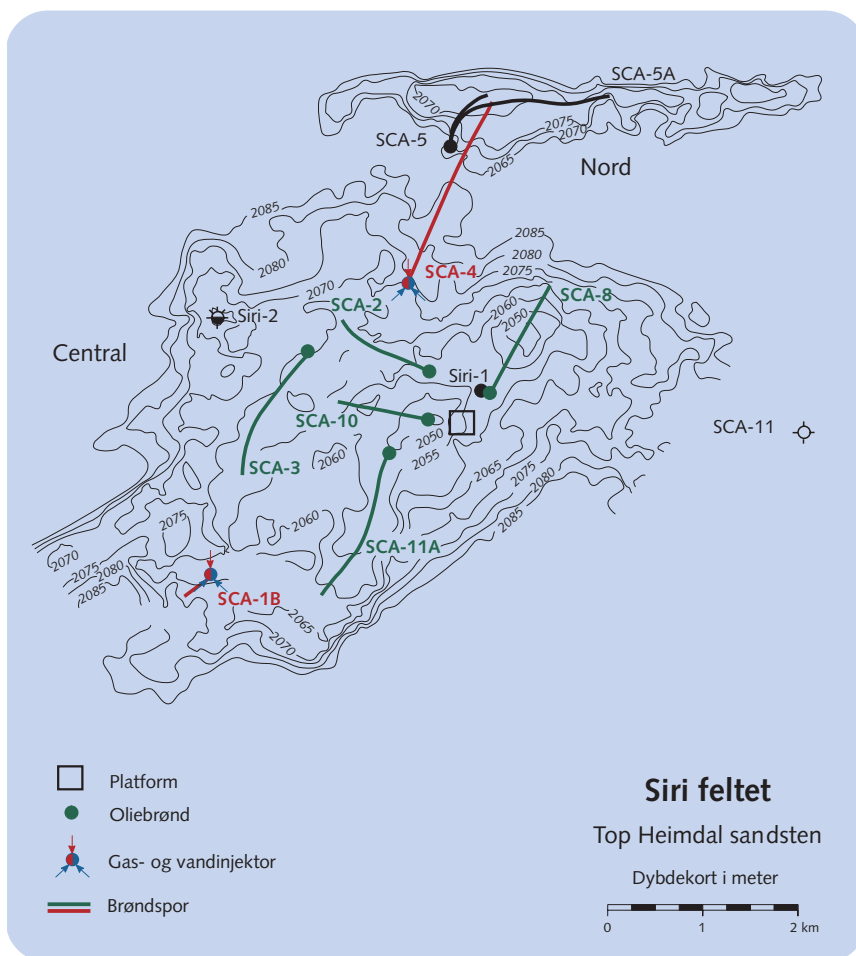 SCA-5A
2070
2075
2070
SCA-5
2065
Nord
2085
2085
2080
2080
2075
SCA-4
2070
SCA-2
SCA-8
2060
2050
Siri-2
Central
Siri-1
SCA-10
SCA-11
2050
2055
2060
SCA-3
2065
2075
2080
2085
2075
2060
2070
2075
2080
2085
SCA-11A
SCA-1B
2065
2070
Platform
Oliebrønd
Gas- og vandinjektor
Brøndspor
Siri feltet
Top Heimdal sandsten
Dybdekort i meter
0 1 2 km